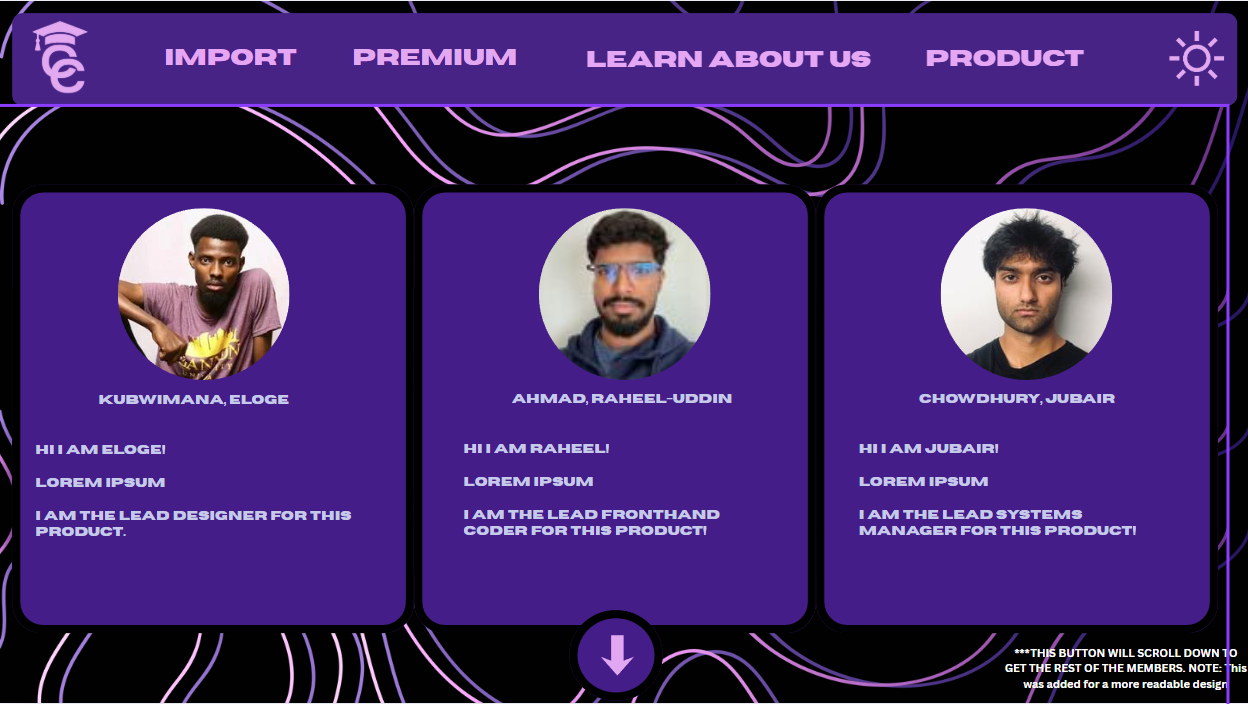 IMPORT
PREMIUM
LEARN ABOUT US
PRODUCT
KUBWIMANA, ELOGE
HI I AM ELOGE!
LOREM IPSUM
I AM THE LEAD DESIGNER FOR THIS
PRODUCT.
AHMAD, RAHEEL-UDDIN
HI I AM RAHEEL!
LOREM IPSUM
I AM THE LEAD FRONTHAND
CODER FOR THIS PRODUCT!
CHOWDHURY, JUBAIR
HI I AM JUBAIR!
LOREM IPSUM
I AM THE LEAD SYSTEMS
MANAGER FOR THIS PRODUCT!
***THIS BUTTON WILL SCROLL DOWN TO
GET THE REST OF THE MEMBERS. NOTE: This
was added for a more readable design